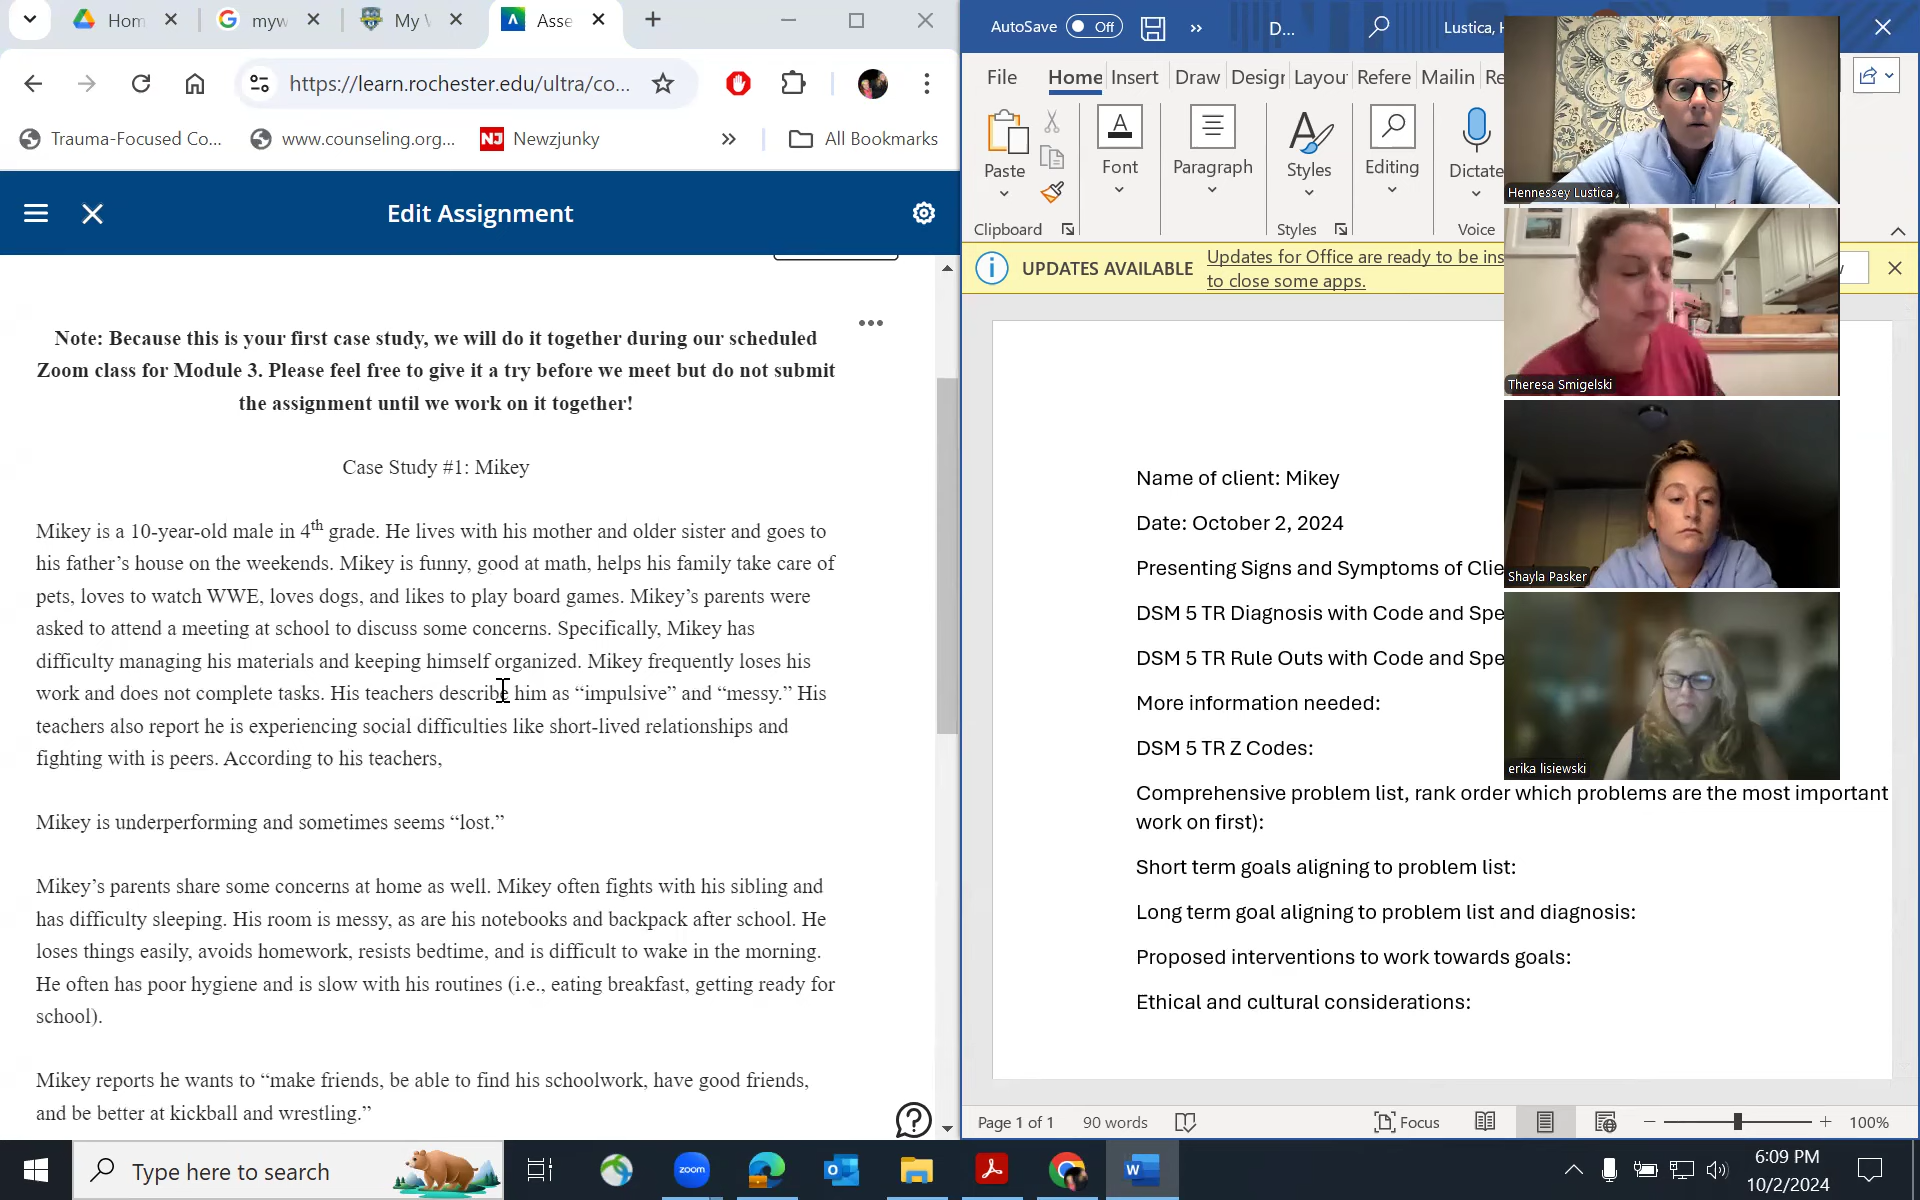 Hom
myw
My
Asse
https://learn.rochester.edu/ultra/co...
Trauma-Focused Co...
www.counseling.org...
NJ Newzjunky
»
All Bookmarks
Edit Assignment
Note: Because this is your first case study, we will do it together during our scheduled
Zoom class for Module 3. Please feel free to give it a try before we meet but do not submit
the assignment until we work on it together!
Case Study #1: Mikey
Mikey is a 10-year-old male in 4th grade. He lives with his mother and older sister and goes to
his father’s house on the weekends. Mikey is funny, good at math, helps his family take care of
pets, loves to watch WWE, loves dogs, and likes to play board games. Mikey’s parents were
asked to attend a meeting at school to discuss some concerns. Specifically, Mikey has
difficulty managing his materials and keeping himself organized. Mikey frequently loses his
work and does not complete tasks. His teachers describe him as “impulsive” and “messy.” His
teachers also report he is experiencing social difficulties like short-lived relationships and
fighting with is peers. According to his teachers,
Mikey is underperforming and sometimes seems “lost.”
Mikey’s parents share some concerns at home as well. Mikey often fights with his sibling and
has difficulty sleeping. His room is messy, as are his notebooks and backpack after school. He
loses things easily, avoids homework, resists bedtime, and is difficult to wake in the morning.
He often has poor hygiene and is slow with his routines (i.e., eating breakfast, getting ready for
school).
Mikey reports he wants to “make friends, be able to find his schoolwork, have good friends,
and be better at kickball and wrestling.”
AutoSave Off
»
D...
Lustica, H
File Home Insert Draw Design Layou Refere Mailin Re
Paste
Font
Paragraph
Styles
Editing
Dictate
Clipboard
Styles
Voice
UPDATES AVAILABLE Updates for Office are ready to be ins
to close some apps.
Name of client: Mikey
Date: October 2, 2024
Presenting Signs and Symptoms of Clie
DSM 5 TR Diagnosis with Code and Spe
DSM 5 TR Rule Outs with Code and Spe
More information needed:
DSM 5 TR Z Codes:
Comprehensive problem list, rank order which problems are the most important
work on first):
Short term goals aligning to problem list:
Long term goal aligning to problem list and diagnosis:
Proposed interventions to work towards goals:
Ethical and cultural considerations:
Hennessey Lustica
Theresa Smigelski
Shayla Pasker
erika lisiewski
Page 1 of 1
90 words
Focus
100%
Type here to search
zoom
6:09 PM
10/2/2024